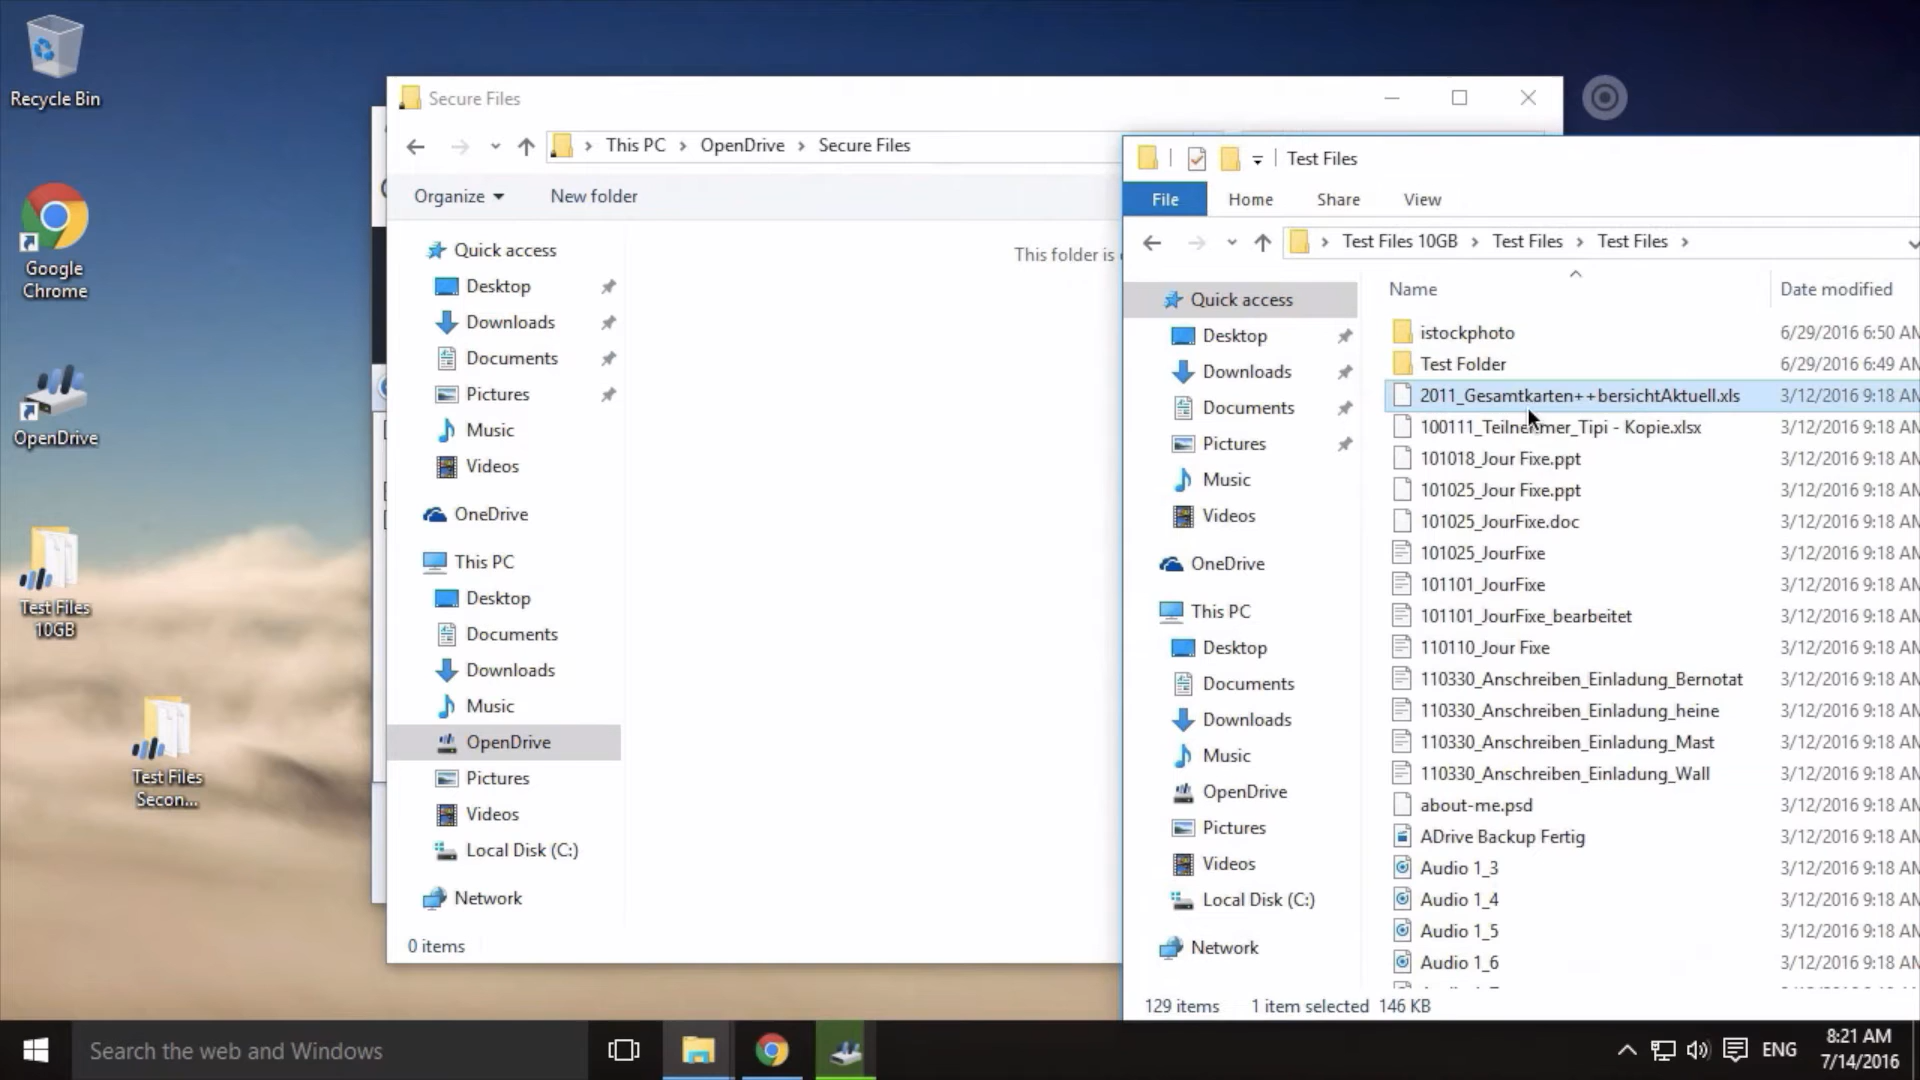 Recycle Bin
Google
Chrome
OpenDrive
Test Files
10GB
Test Files
Secon...
Secure Files
This PC
OpenDrive
Secure Files
Organize
New folder
This folder is
Quick access
Desktop
Downloads
Documents
Pictures
Music
Videos
OneDrive
This PC
Desktop
Documents
Downloads
Music
OpenDrive
Pictures
Videos
Local Disk (C:)
Network
0 items
Test Files
File
Home
Share
View
Test Files 10GB
Test Files
Test Files
Quick access
Desktop
Downloads
Documents
Pictures
Music
Videos
OneDrive
This PC
Desktop
Documents
Downloads
Music
OpenDrive
Pictures
Videos
Local Disk (C:)
Network
Name
Date modified
istockphoto
6/29/2016 6:50 AM
Test Folder
6/29/2016 6:49 AM
2011_Gesamtkarten++bersichtAktuell.xls
3/12/2016 9:18 AM
100111_Teilnehmer_Tipi - Kopie.xlsx
3/12/2016 9:18 AM
101018_Jour Fixe.ppt
3/12/2016 9:18 AM
101025_Jour Fixe.ppt
3/12/2016 9:18 AM
101025_JourFixe.doc
3/12/2016 9:18 AM
101025_JourFixe
3/12/2016 9:18 AM
101101_JourFixe
3/12/2016 9:18 AM
101101_JourFixe_bearbeitet
3/12/2016 9:18 AM
110110_Jour Fixe
3/12/2016 9:18 AM
110330_Anschreiben_Einladung_Bernotat
3/12/2016 9:18 AM
110330_Anschreiben_Einladung_heine
3/12/2016 9:18 AM
110330_Anschreiben_Einladung_Mast
3/12/2016 9:18 AM
110330_Anschreiben_Einladung_Wall
3/12/2016 9:18 AM
about-me.psd
3/12/2016 9:18 AM
ADrive Backup Fertig
3/12/2016 9:18 AM
Audio 1_3
3/12/2016 9:18 AM
Audio 1_4
3/12/2016 9:18 AM
Audio 1_5
3/12/2016 9:18 AM
Audio 1_6
3/12/2016 9:18 AM
129 items
1 item selected 146 KB
Search the web and Windows
ENG
8:21 AM
7/14/2016